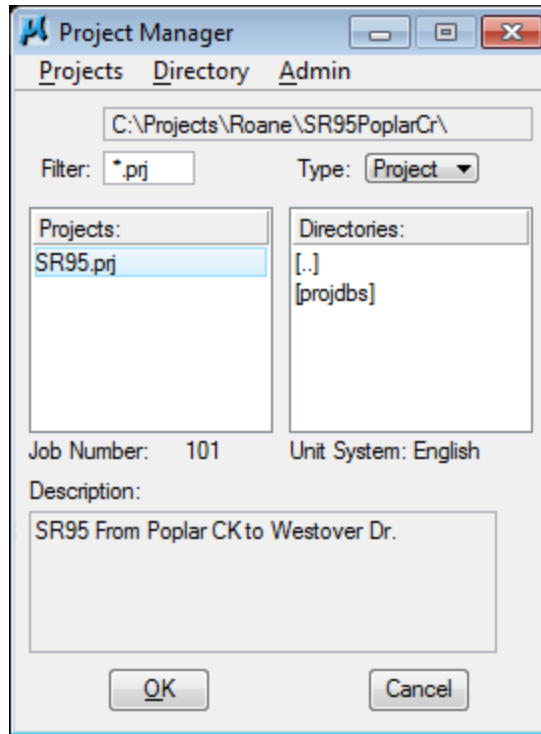 Project Manager
Projects Directory Admin
C:\Projects\Roane\SR95PoplarCr\
Filter: *.prj Type: Project
Projects: Directories:
SR95.prj [..]
[projdbs]
Job Number: 101 Unit System: English
Description:
SR95 From Poplar CK to Westover Dr.
OK Cancel